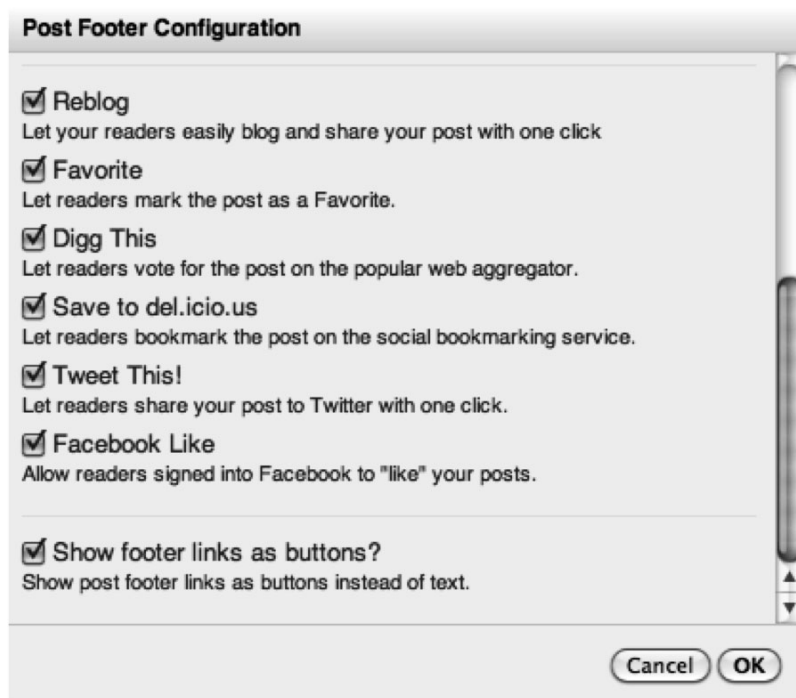 Post Footer Configuration
Reblog
Let your readers easily blog and share your post with one click
Favorite
Let readers mark the post as a Favorite.
Digg This
Let readers vote for the post on the popular web aggregator.
Save to del.icio.us
Let readers bookmark the post on the social bookmarking service.
Tweet This!
Let readers share your post to Twitter with one click.
Facebook Like
Allow readers signed into Facebook to "like" your posts.
Show footer links as buttons?
Show post footer links as buttons instead of text.
Cancel OK